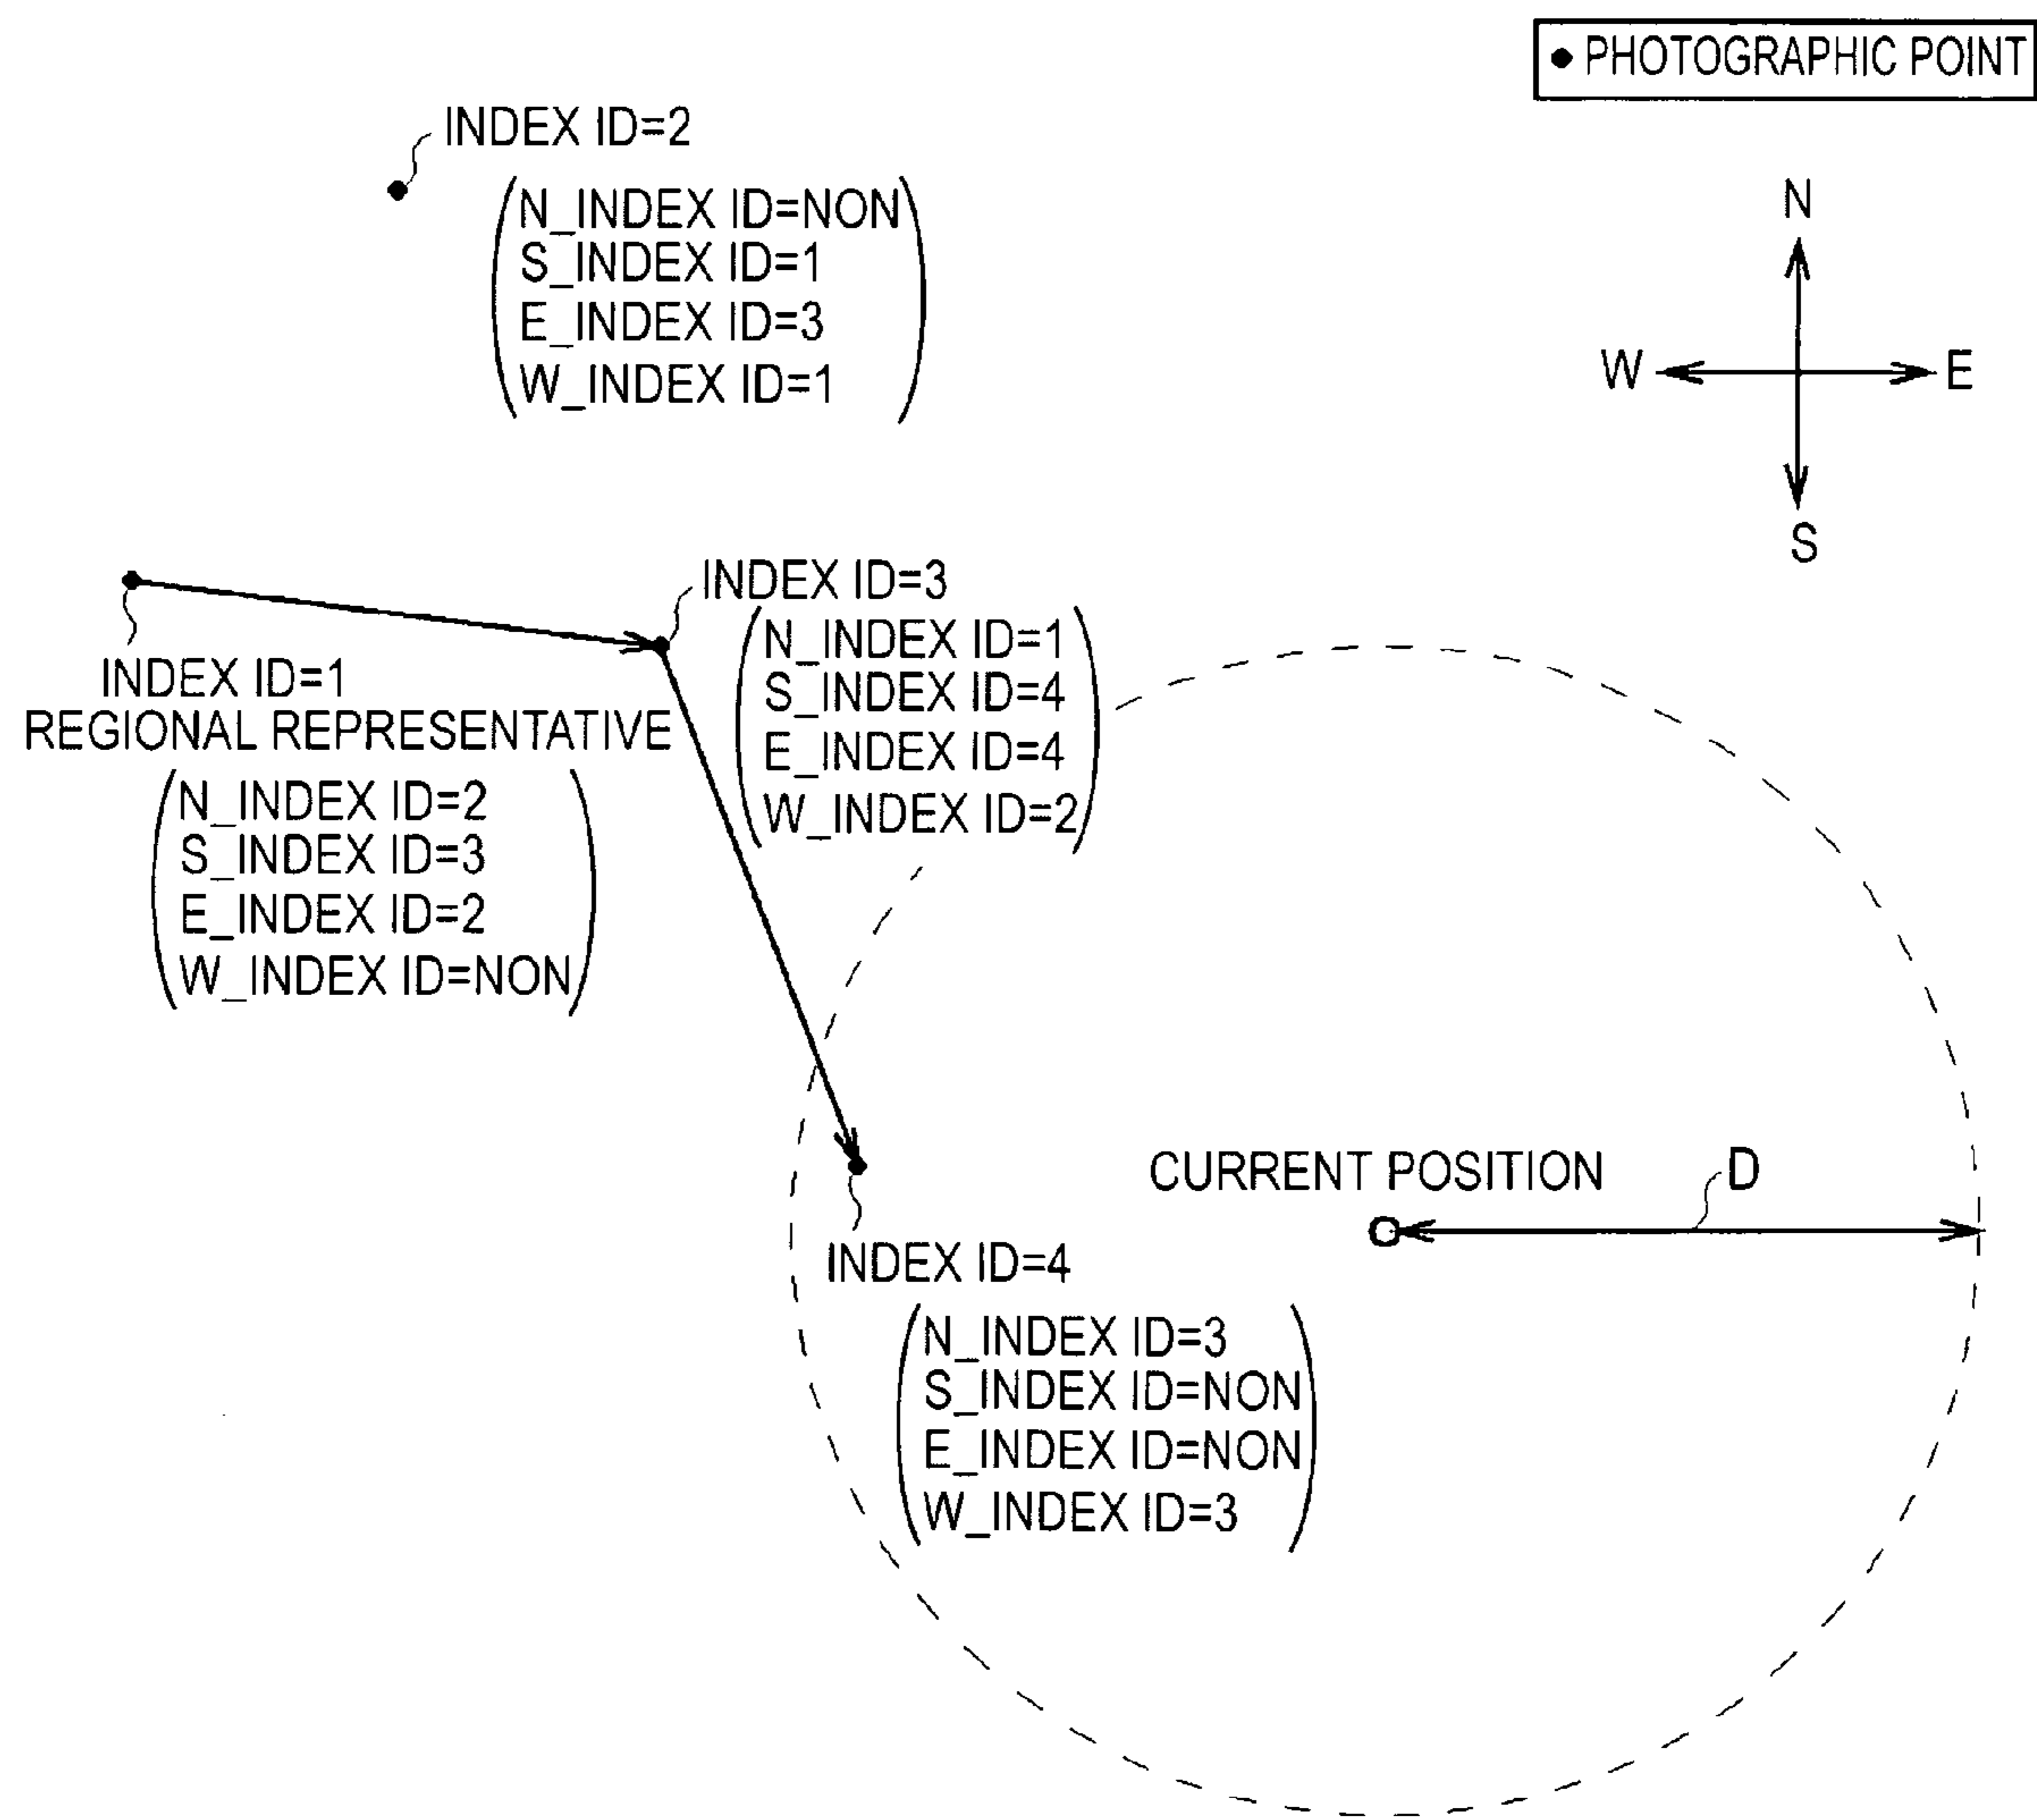 ● PHOTOGRAPHIC POINT
INDEX ID=2
N_INDEX ID=NON
S_INDEX ID=1
E_INDEX ID=3
W_INDEX ID=1
N
W
E
S
INDEX ID=3
N_INDEX ID=1
S_INDEX ID=4
E_INDEX ID=4
W_INDEX ID=2
INDEX ID=1
REGIONAL REPRESENTATIVE
N_INDEX ID=2
S_INDEX ID=3
E_INDEX ID=2
W_INDEX ID=NON
CURRENT POSITION
D
INDEX ID=4
N_INDEX ID=3
S_INDEX ID=NON
E_INDEX ID=NON
W_INDEX ID=3